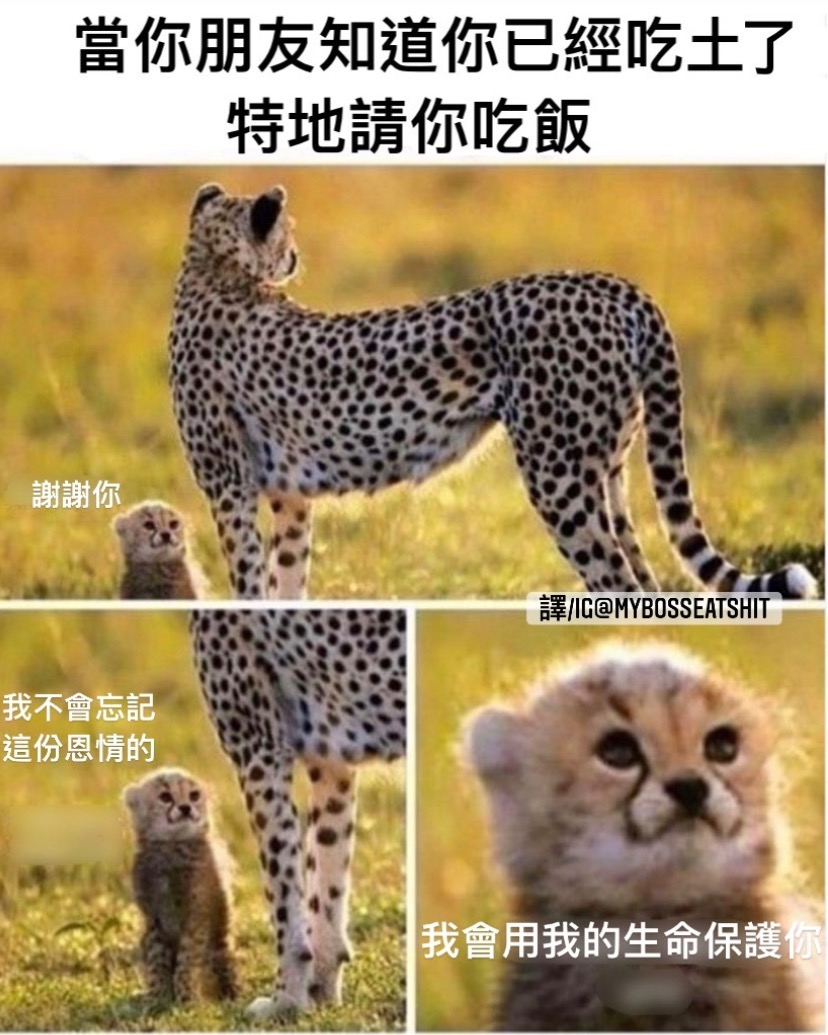 當你朋友知道你已經吃土了
特地請你吃飯
謝謝你
譯/IG@MYBOSSEATSHIT
我不會忘記
這份恩情的
我會用我的生命保護你